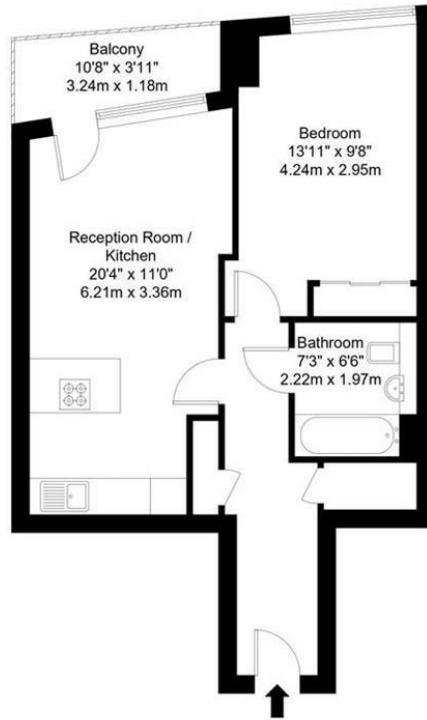 Balcony
10'8" x 3'11"
3.24m x 1.18m
Bedroom
13'11" x 9'8"
4.24m x 2.95m
Reception Room /
Kitchen
20'4" x 11'0"
6.21m x 3.36m
Bathroom
7'3" x 6'6"
2.22m x 1.97m